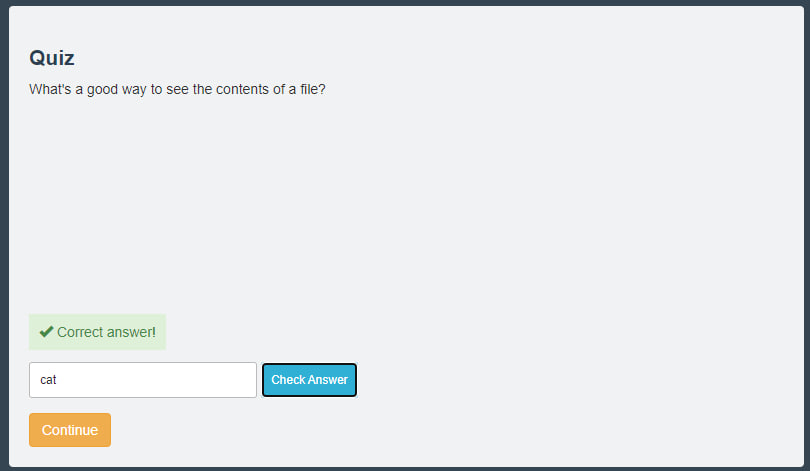 Quiz
What's a good way to see the contents of a file?
Correct answer!
cat
Check Answer
Continue